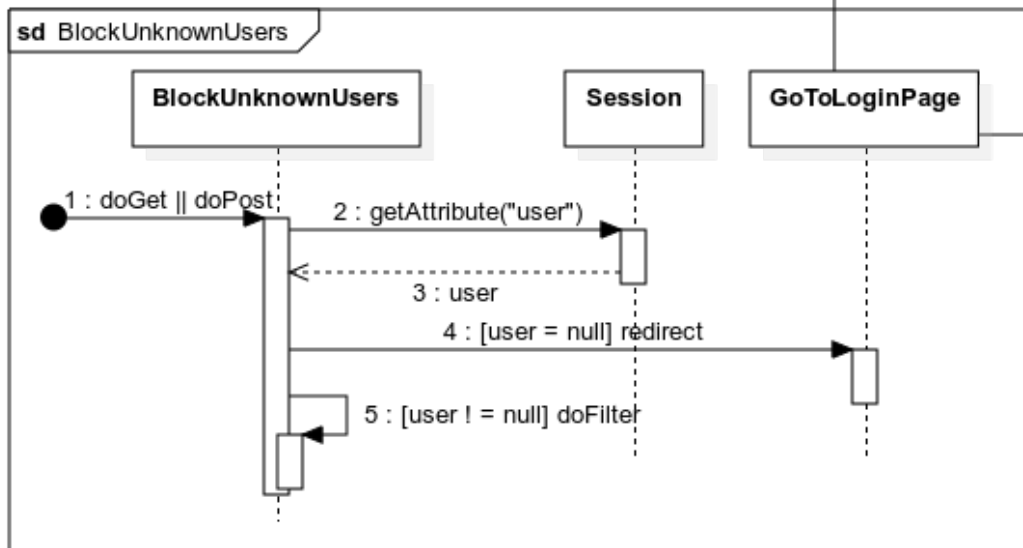 sd BlockUnknownUsers
BlockUnknownUsers
Session
GoToLoginPage
1 : doGet || doPost
2 : getAttribute("user")
3 : user
4 : [user = null] redirect
5 : [user ! = null] doFilter